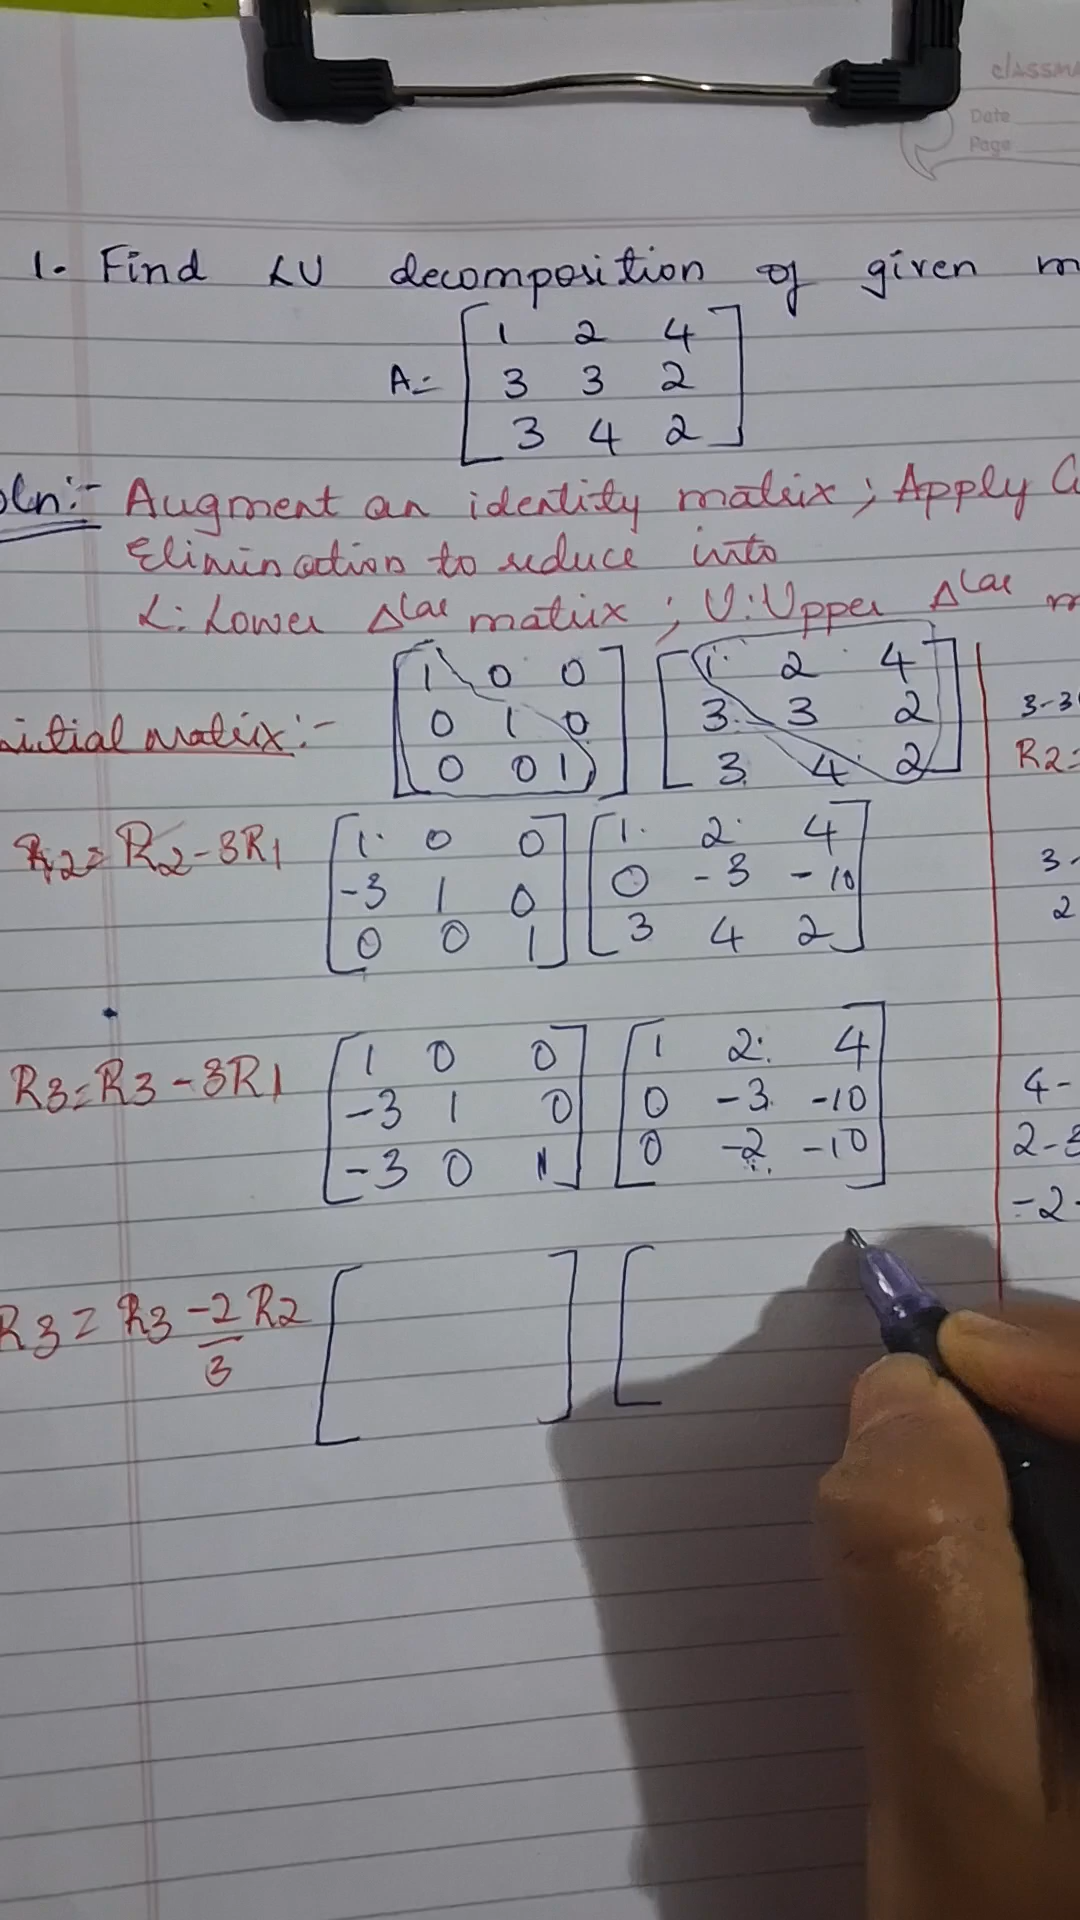 Date
Page
1. Find LU decomposition of given
A= [1 2 4
3 3 2
3 4 2]
Augment an identity matrix; Apply
Elimination to reduce into
L: Lower Δlar matrix; U: Upper Δlar
matrix:-
[1 0 0] [1 2 4]
[0 1 0] [3 3 2]
[0 0 1] [3 4 2]
R2=
R2 = R2 - 3R1
[1 0 0] [1 2 4]
[-3 1 0] [0 -3 -10]
[0 0 1] [3 4 2]
3-
2
R3 = R3 - 3R1
[1 0 0] [1 2 4]
[-3 1 0] [0 -3 -10]
[-3 0 1] [0 -2 -10]
4-
-2
R3 = R3 - 2/3 R2